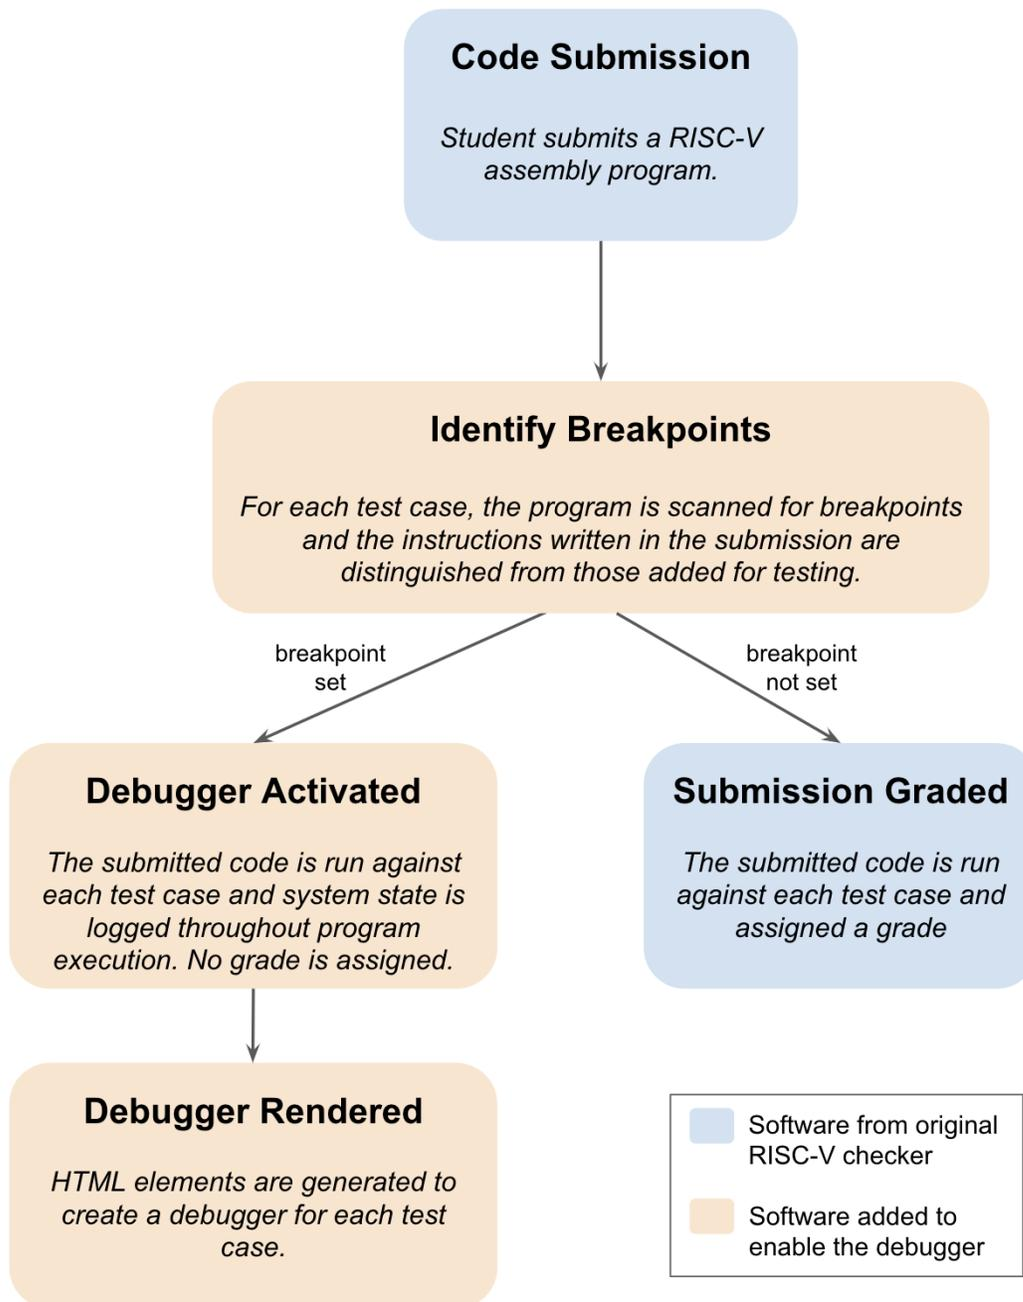 Code Submission
Student submits a RISC-V
assembly program.
Identify Breakpoints
For each test case, the program is scanned for breakpoints
and the instructions written in the submission are
distinguished from those added for testing.
breakpoint
set
breakpoint
not set
Debugger Activated
The submitted code is run against
each test case and system state is
logged throughout program
execution. No grade is assigned.
Submission Graded
The submitted code is run
against each test case and
assigned a grade
Debugger Rendered
HTML elements are generated to
create a debugger for each test
case.
Software from original
RISC-V checker
Software added to
enable the debugger